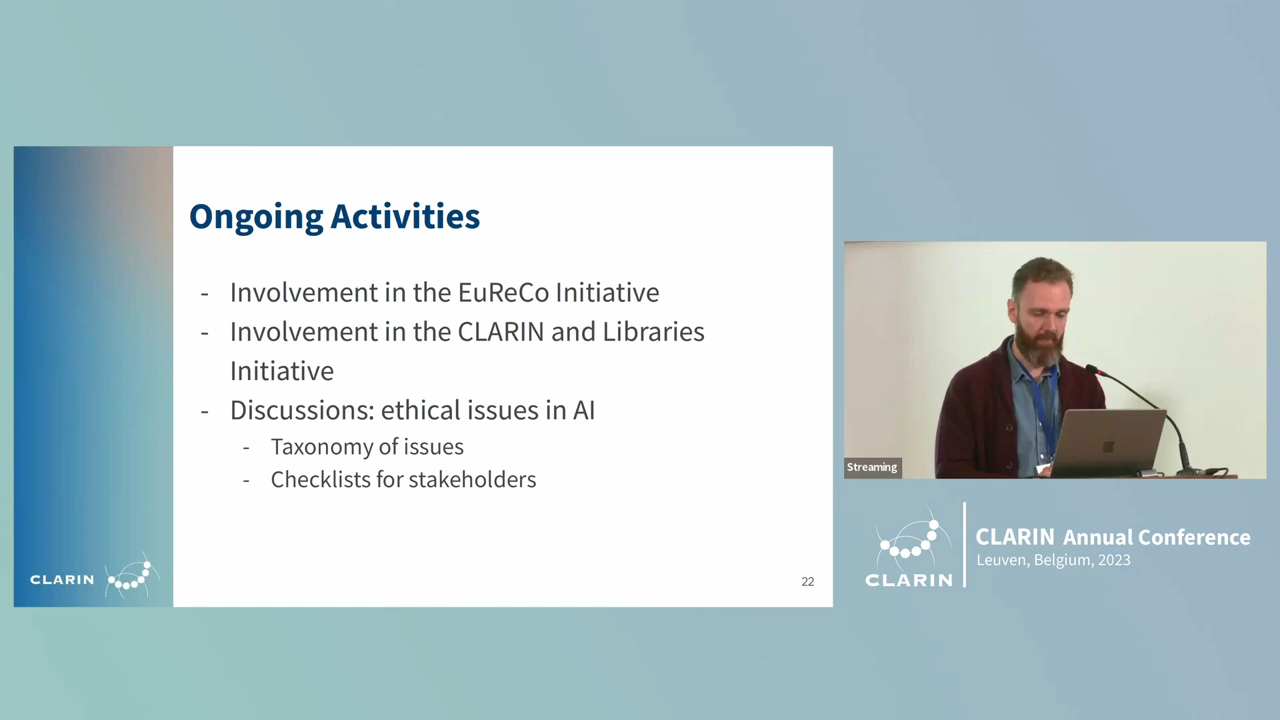 Ongoing Activities
- Involvement in the EuReCo Initiative
- Involvement in the CLARIN and Libraries
Initiative
- Discussions: ethical issues in AI
- Taxonomy of issues
- Checklists for stakeholders
CLARIN
22
Streaming
CLARIN
CLARIN Annual Conference
Leuven, Belgium, 2023